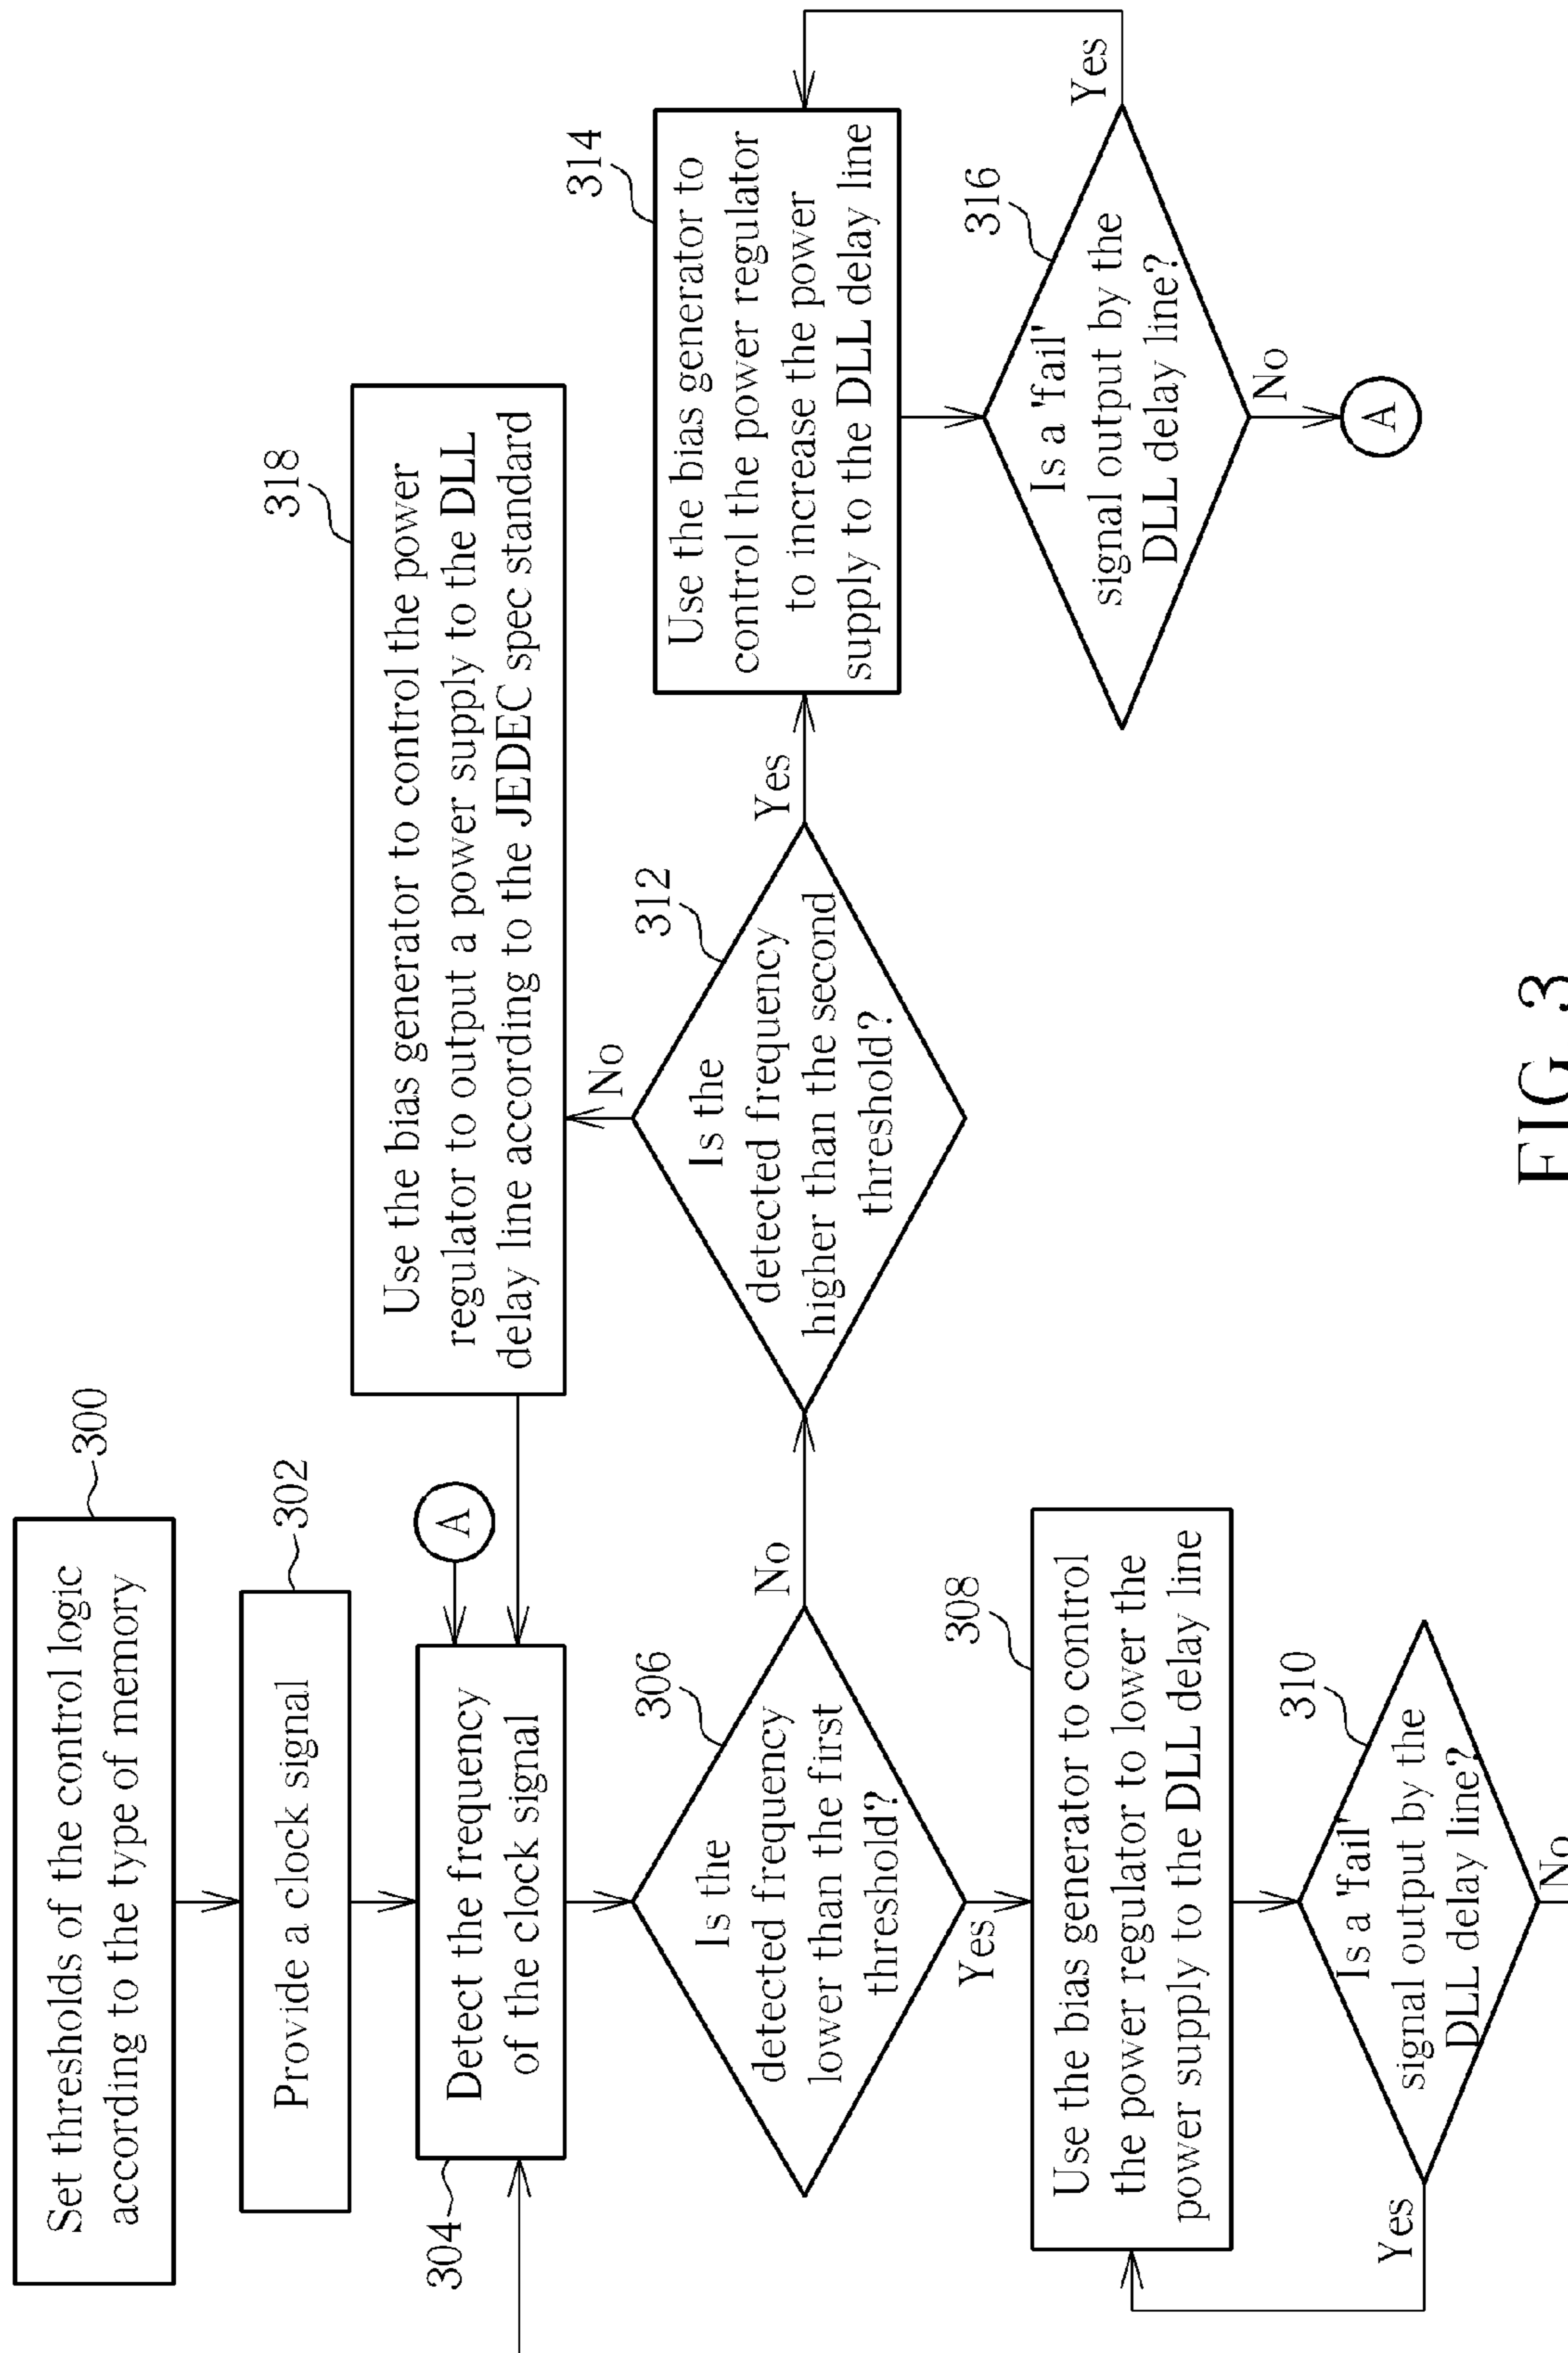 Set thresholds of the control logic
according to the type of memory
300
Provide a clock signal
302
Detect the frequency
of the clock signal
304
A
Use the bias generator to control the power
regulator to output a power supply to the DLL
delay line according to the JEDEC spec standard
318
Is the
detected frequency
lower than the first
threshold?
306
No
Yes
Is the
detected frequency
higher than the second
threshold?
312
No
Yes
Use the bias generator to
control the power regulator
to increase the power
supply to the DLL delay line
314
Is a 'fail'
signal output by the
DLL delay line?
316
Yes
No
A
Use the bias generator to control
the power regulator to lower the
power supply to the DLL delay line
308
Is a 'fail'
signal output by the
DLL delay line?
310
Yes
No
FIG. 3